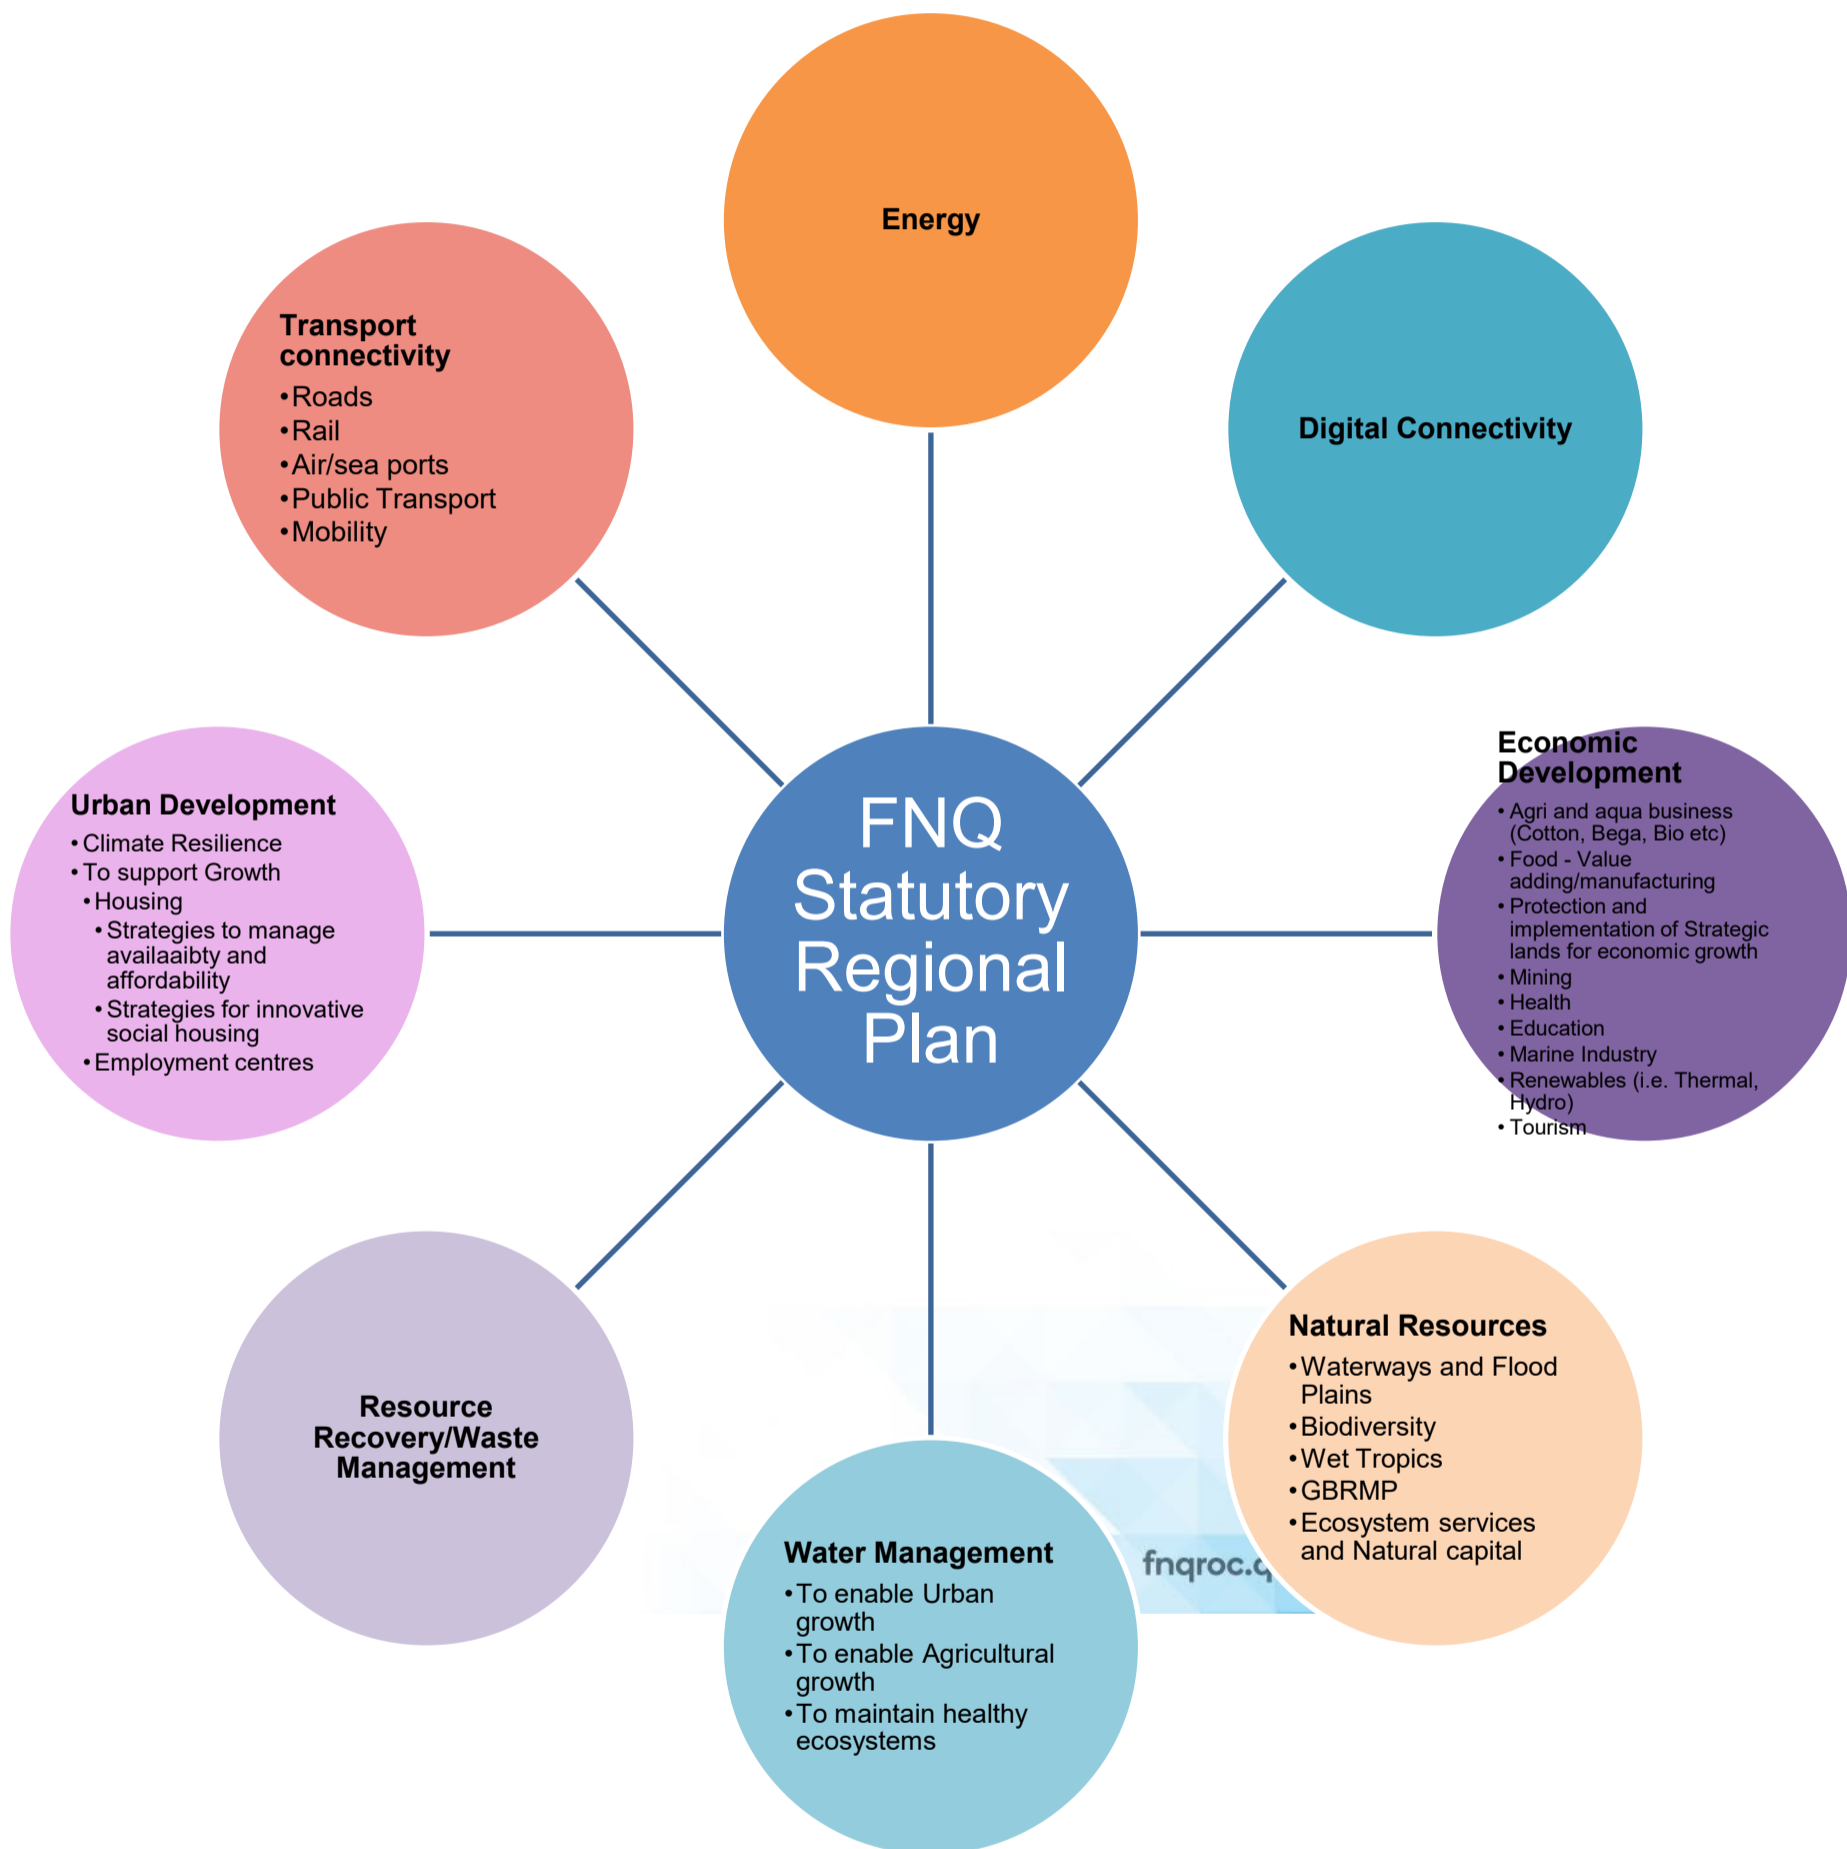 Energy
Transport
connectivity
•Roads
•Rail
•Air/sea ports
•Public Transport
•Mobility
Digital Connectivity
Urban Development
•Climate Resilience
•To support Growth
•Housing
•Strategies to manage
availaaibty and
affordability
•Strategies for innovative
social housing
•Employment centres
FNQ
Statutory
Regional
Plan
Economic
Development
• Agri and aqua business
(Cotton, Bega, Bio etc)
• Food - Value
adding/manufacturing
• Protection and
implementation of Strategic
lands for economic growth
• Mining
• Health
• Education
• Marine Industry
• Renewables (i.e. Thermal,
Hydro)
• Tourism
Resource
Recovery/Waste
Management
Water Management
•To enable Urban
growth
•To enable Agricultural
growth
•To maintain healthy
ecosystems
fnqroc.q
Natural Resources
•Waterways and Flood
Plains
•Biodiversity
•Wet Tropics
•GBRMP
•Ecosystem services
and Natural capital